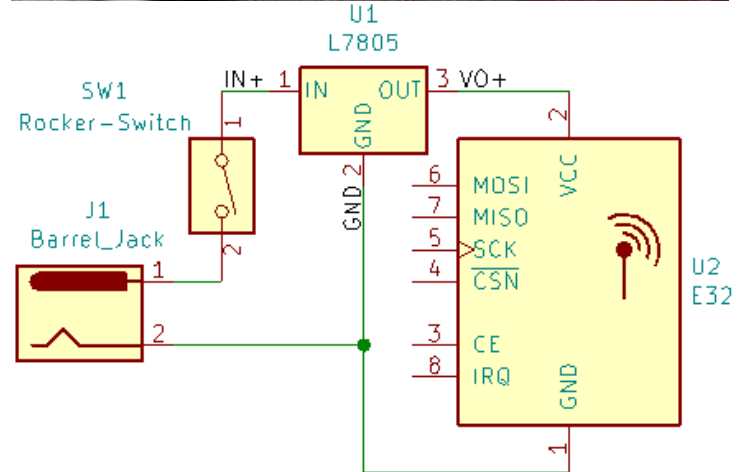 U1
L7805
IN+ 1 IN OUT 3 VO+
GND
2
GND
SW1
Rocker-Switch
1
2
J1
Barrel_Jack
1
2
2
VCC
6 MOSI
7 MISO
5 SCK
4 CSN
3 CE
8 IRQ
GND
1
U2
E32